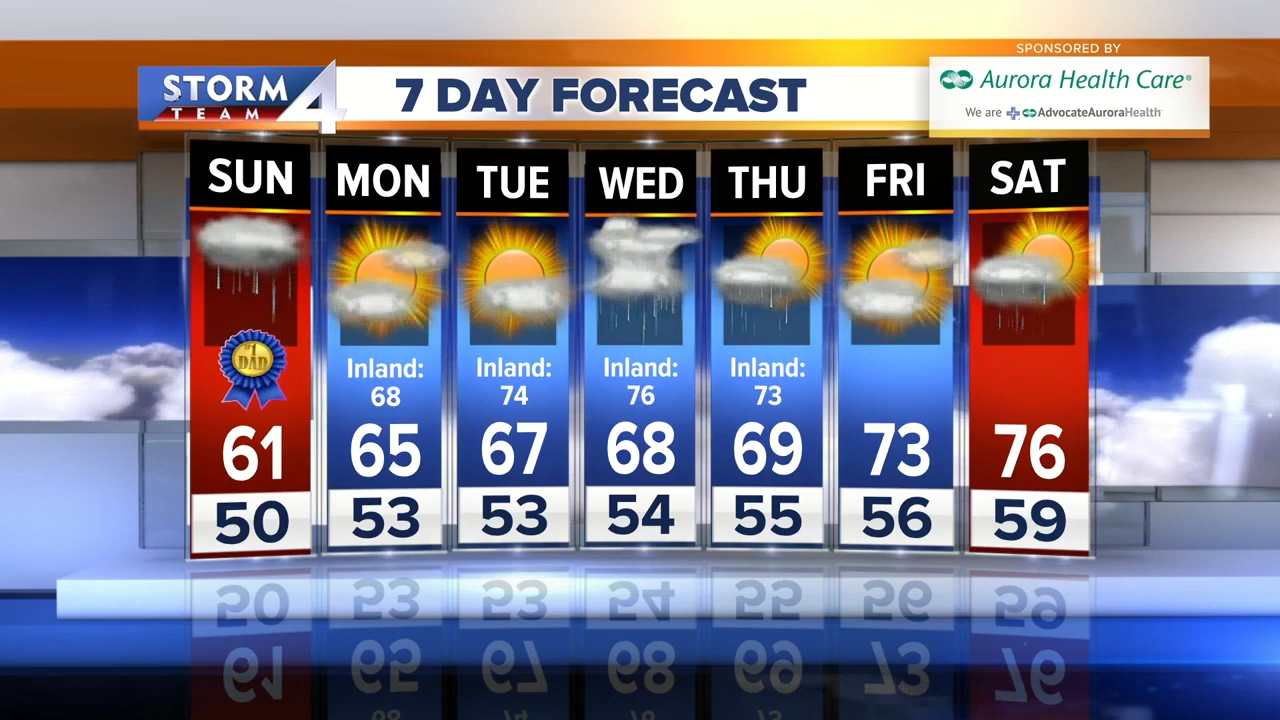 SPONSORED BY
STORM
TEAM 4
7 DAY FORECAST
Aurora Health Care®
We are AdvocateAuroraHealth™
SUN MON TUE WED THU FRI SAT
#1
DAD
Inland: Inland: Inland: Inland:
68 74 76 73
61 65 67 68 69 73 76
50 53 53 54 55 56 59